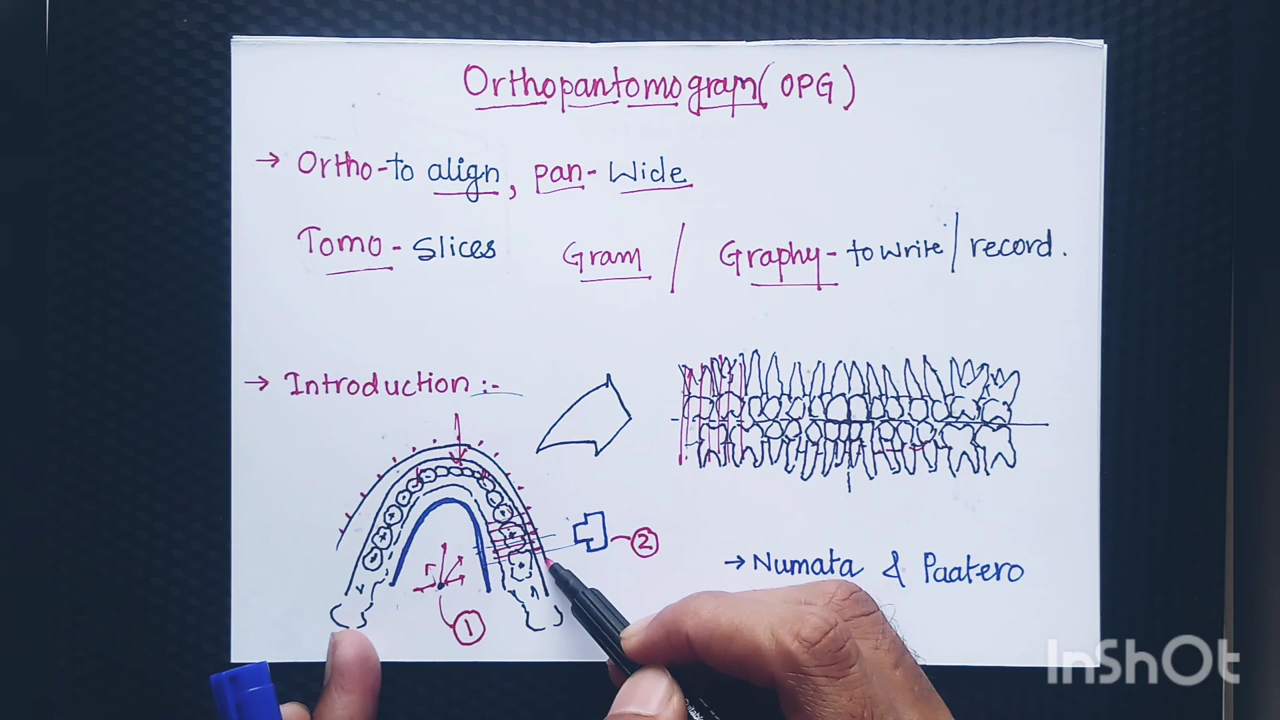 Orthopantomogram (OPG)
→ Ortho-to align, pan- Wide
Tomo - Slices Gram / Graphy- to write / record.
→ Introduction :-
①
②
→ Numata & Paatero
InShOt